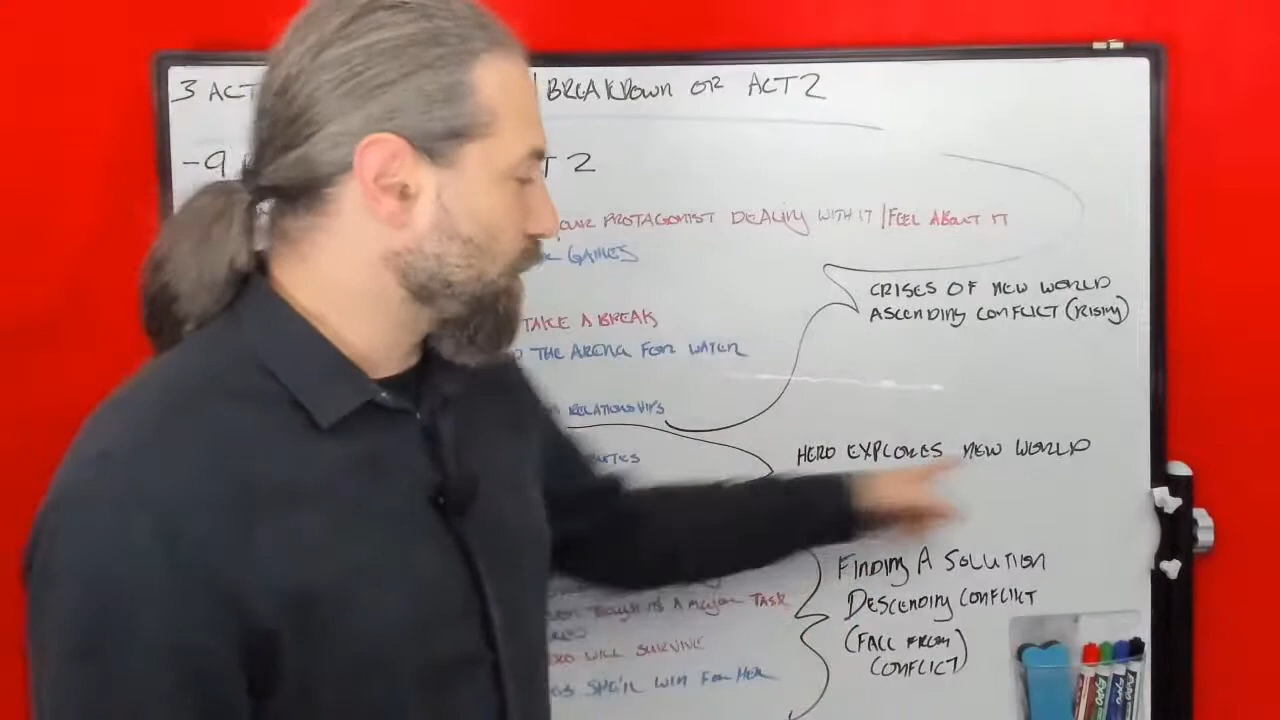 3 ACT BREAKDOWN OF ACT 2
-9 T 2
OUR PROTAGONIST DEALING WITH IT / FEEL ABOUT IT
GAMES
CRISES OF NEW WORLD
ASCENDING CONFLICT (RISING)
TAKE A BREAK
THE ARENA FOR WATER
RELATIONSHIPS
HERO EXPLORES NEW WORLD
FINDING A SOLUTION
DESCENDING CONFLICT
A MAJOR TASK
(FALL FROM
CONFLICT)
WILL SURVIVE
SHE'LL WIN FOR HER
EXPO